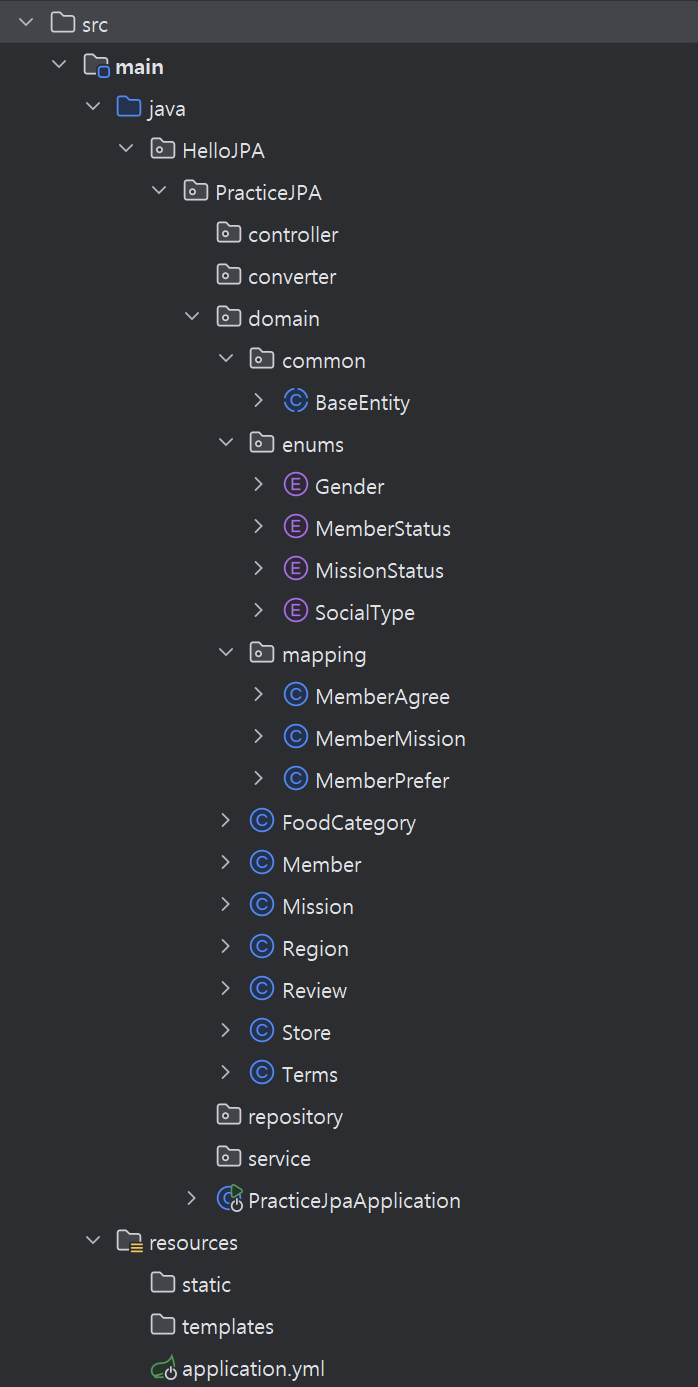 src
main
java
HelloJPA
PracticeJPA
controller
converter
domain
common
C BaseEntity
enums
E Gender
E MemberStatus
E MissionStatus
E SocialType
mapping
C MemberAgree
C MemberMission
C MemberPrefer
C FoodCategory
C Member
C Mission
C Region
C Review
C Store
C Terms
repository
service
C PracticeJpaApplication
resources
static
templates
application.yml